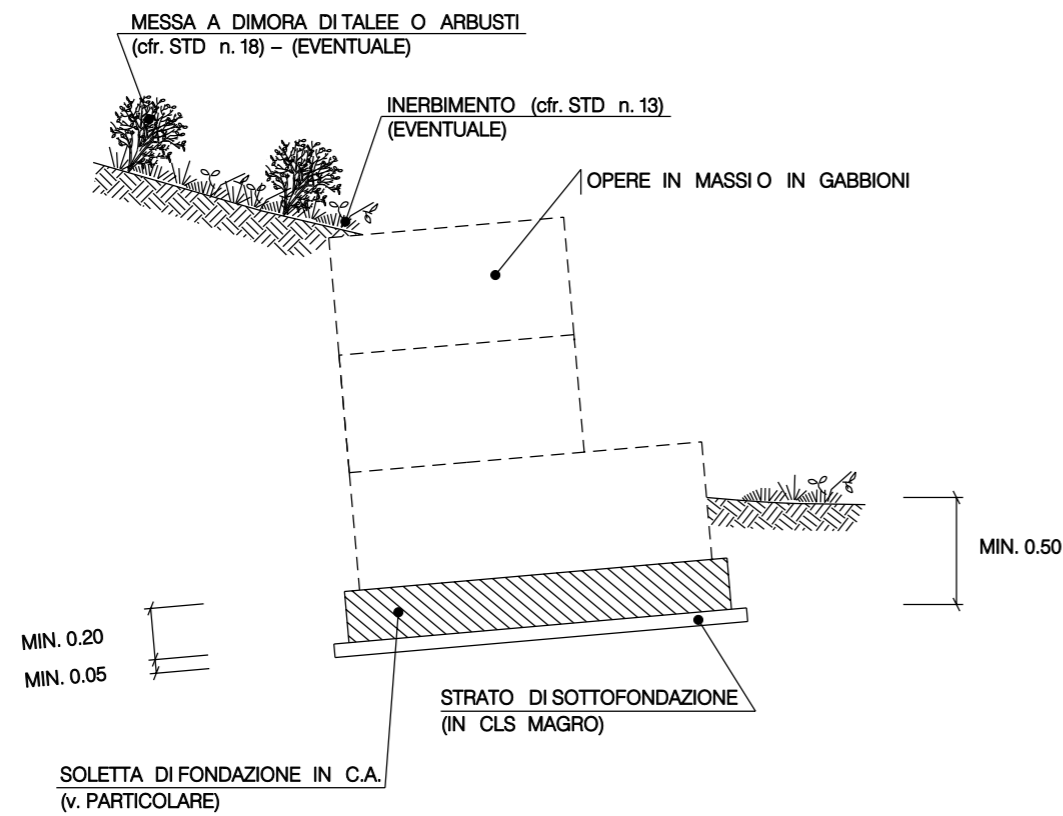 MESSA A DIMORA DI TALEE O ARBUSTI
(cfr. STD n. 18) – (EVENTUALE)
INERBIMENTO (cfr. STD n. 13)
(EVENTUALE)
OPERE IN MASSI O IN GABBIONI
MIN. 0.50
MIN. 0.20
MIN. 0.05
STRATO DI SOTTOFONDAZIONE
(IN CLS MAGRO)
SOLETTA DI FONDAZIONE IN C.A.
(v. PARTICOLARE)